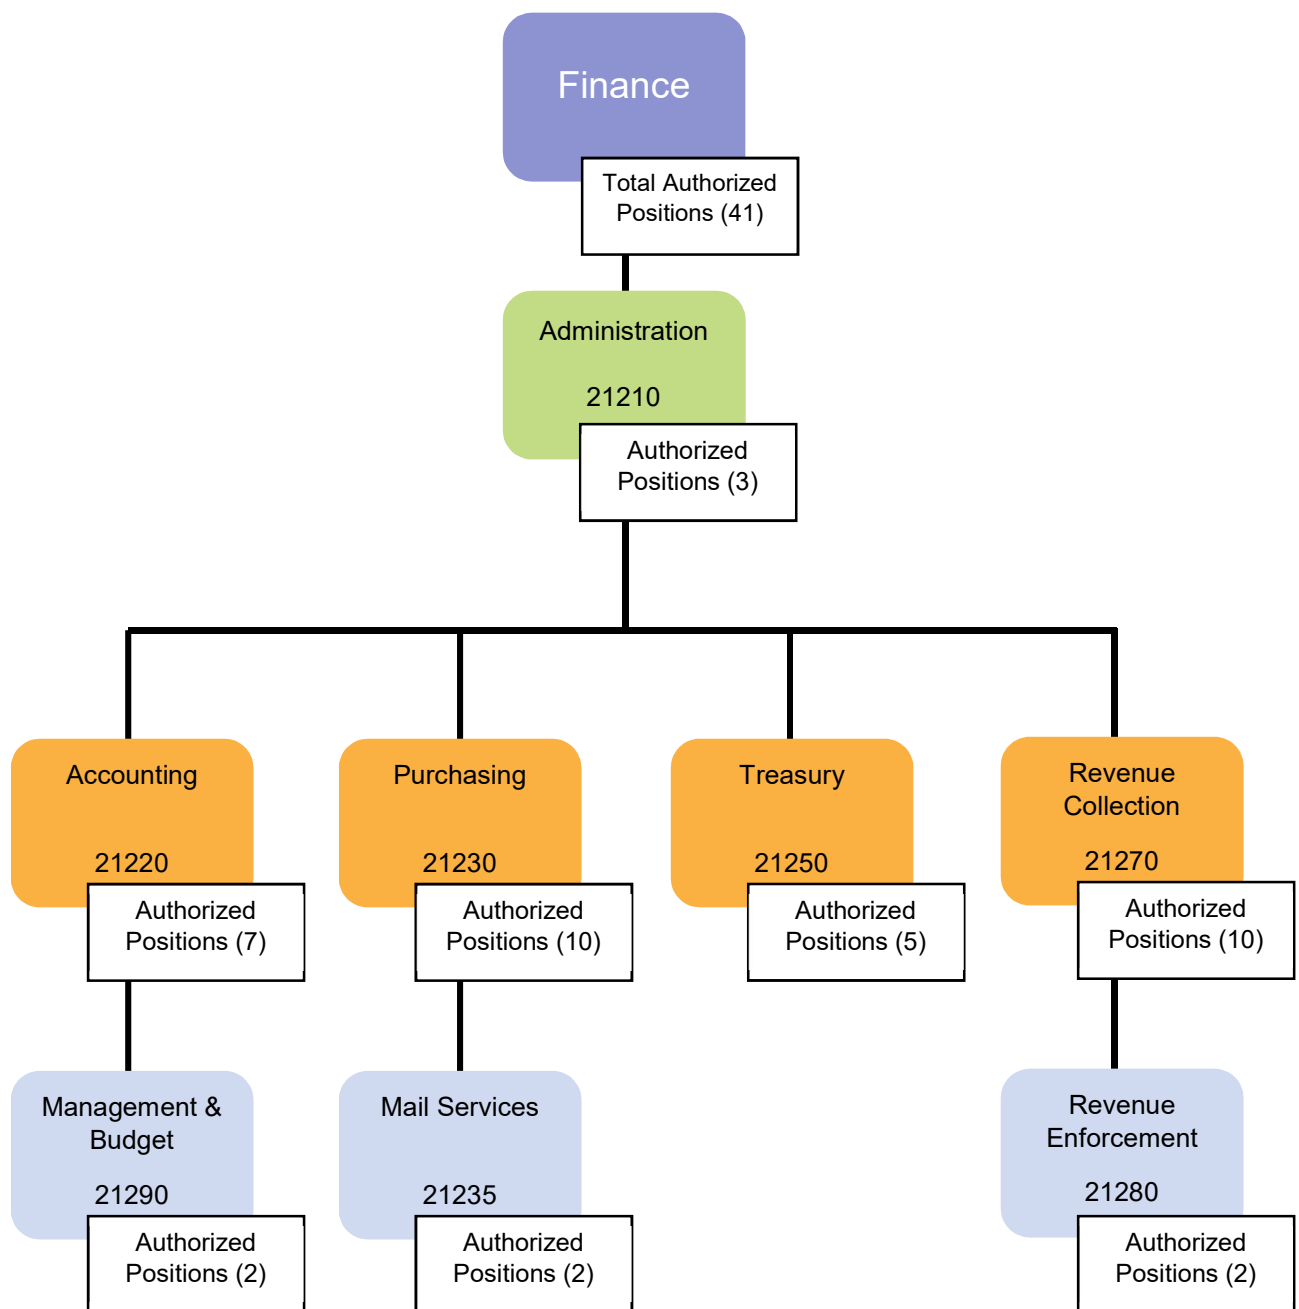 Finance
Total Authorized
Positions (41)
Administration
21210
Authorized
Positions (3)
Accounting
21220
Authorized
Positions (7)
Purchasing
21230
Authorized
Positions (10)
Treasury
21250
Authorized
Positions (5)
Revenue
Collection
21270
Authorized
Positions (10)
Management &
Budget
21290
Authorized
Positions (2)
Mail Services
21235
Authorized
Positions (2)
Revenue
Enforcement
21280
Authorized
Positions (2)